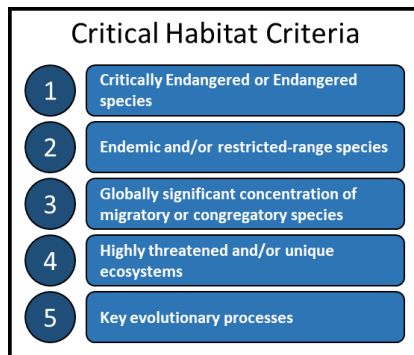 Critical Habitat Criteria
1
Critically Endangered or Endangered
species
2
Endemic and/or restricted-range species
3
Globally significant concentration of
migratory or congregatory species
4
Highly threatened and/or unique
ecosystems
5
Key evolutionary processes